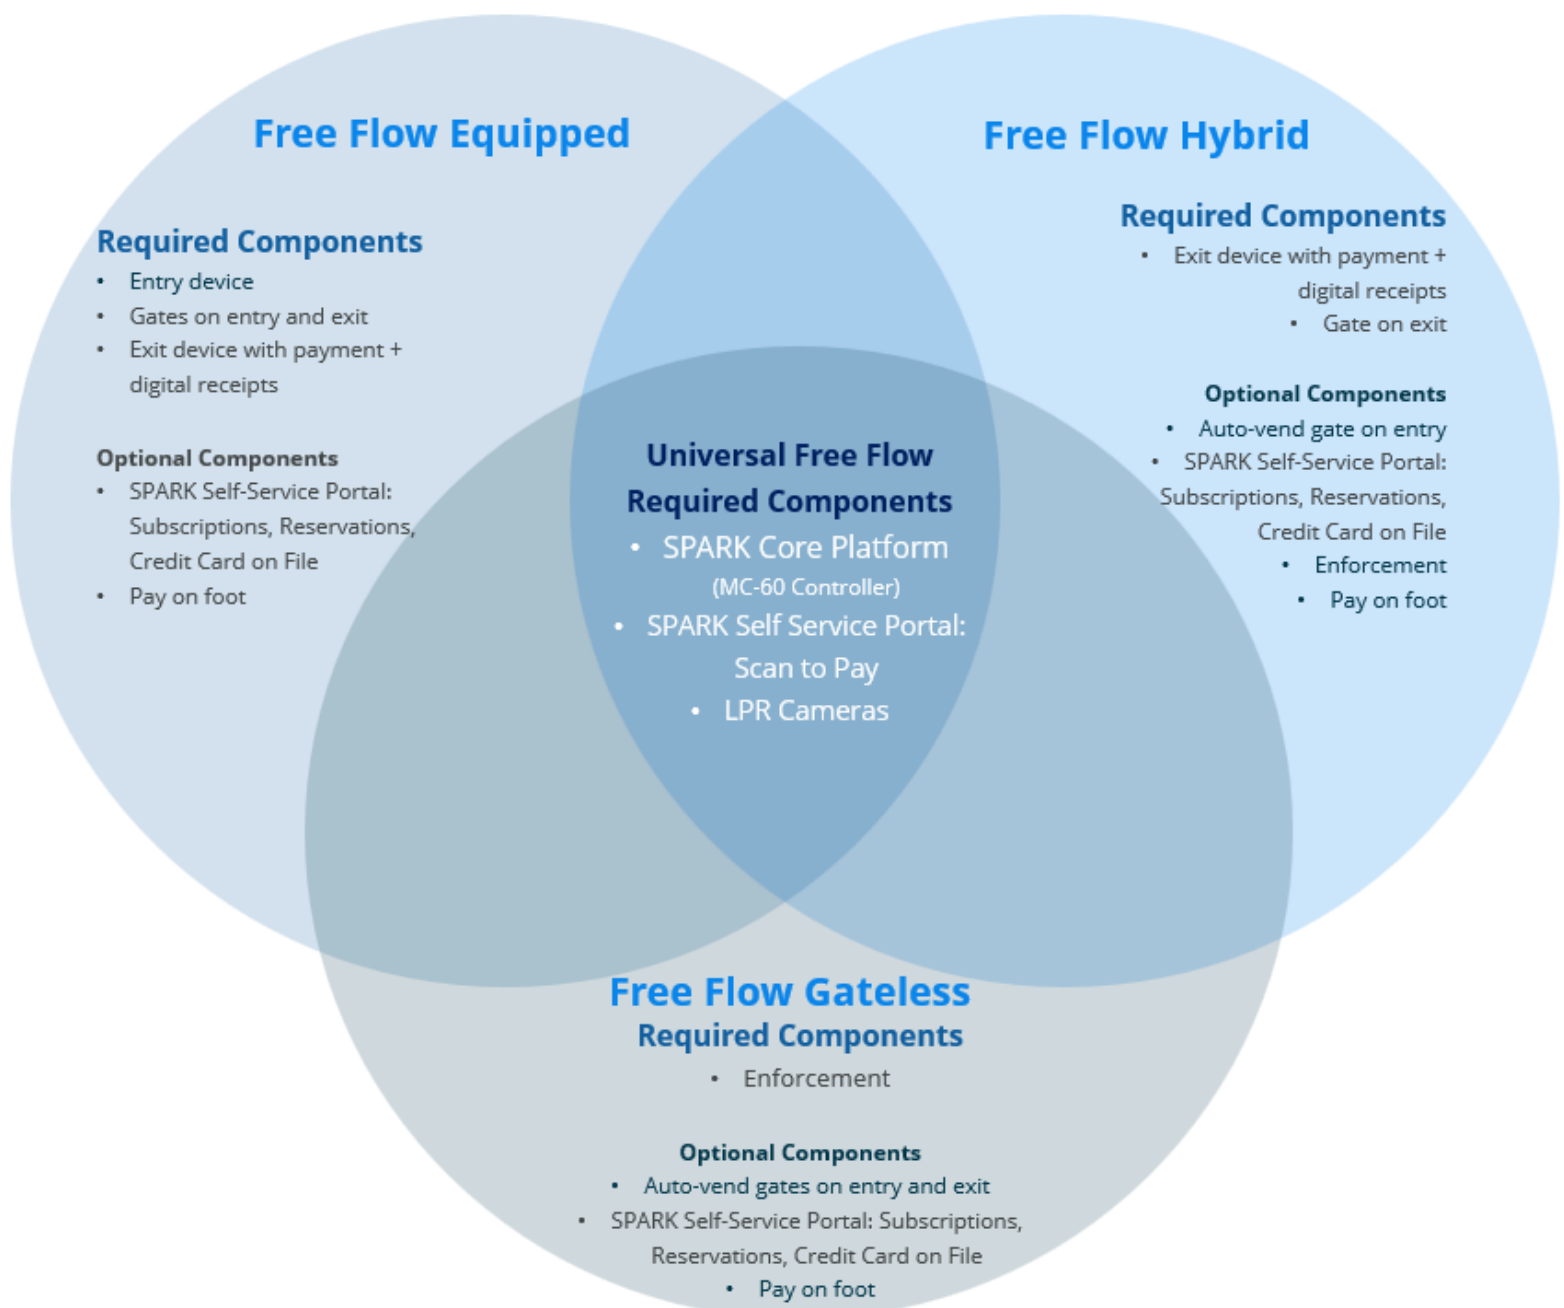 Free Flow Equipped
Required Components
• Entry device
• Gates on entry and exit
• Exit device with payment +
digital receipts
Optional Components
• SPARK Self-Service Portal:
Subscriptions, Reservations,
Credit Card on File
• Pay on foot
Free Flow Hybrid
Required Components
• Exit device with payment +
digital receipts
• Gate on exit
Optional Components
• Auto-vend gate on entry
• SPARK Self-Service Portal:
Subscriptions, Reservations,
Credit Card on File
• Enforcement
• Pay on foot
Universal Free Flow
Required Components
• SPARK Core Platform
(MC-60 Controller)
• SPARK Self Service Portal:
Scan to Pay
• LPR Cameras
Free Flow Gateless
Required Components
• Enforcement
Optional Components
• Auto-vend gates on entry and exit
• SPARK Self-Service Portal: Subscriptions,
Reservations, Credit Card on File
• Pay on foot